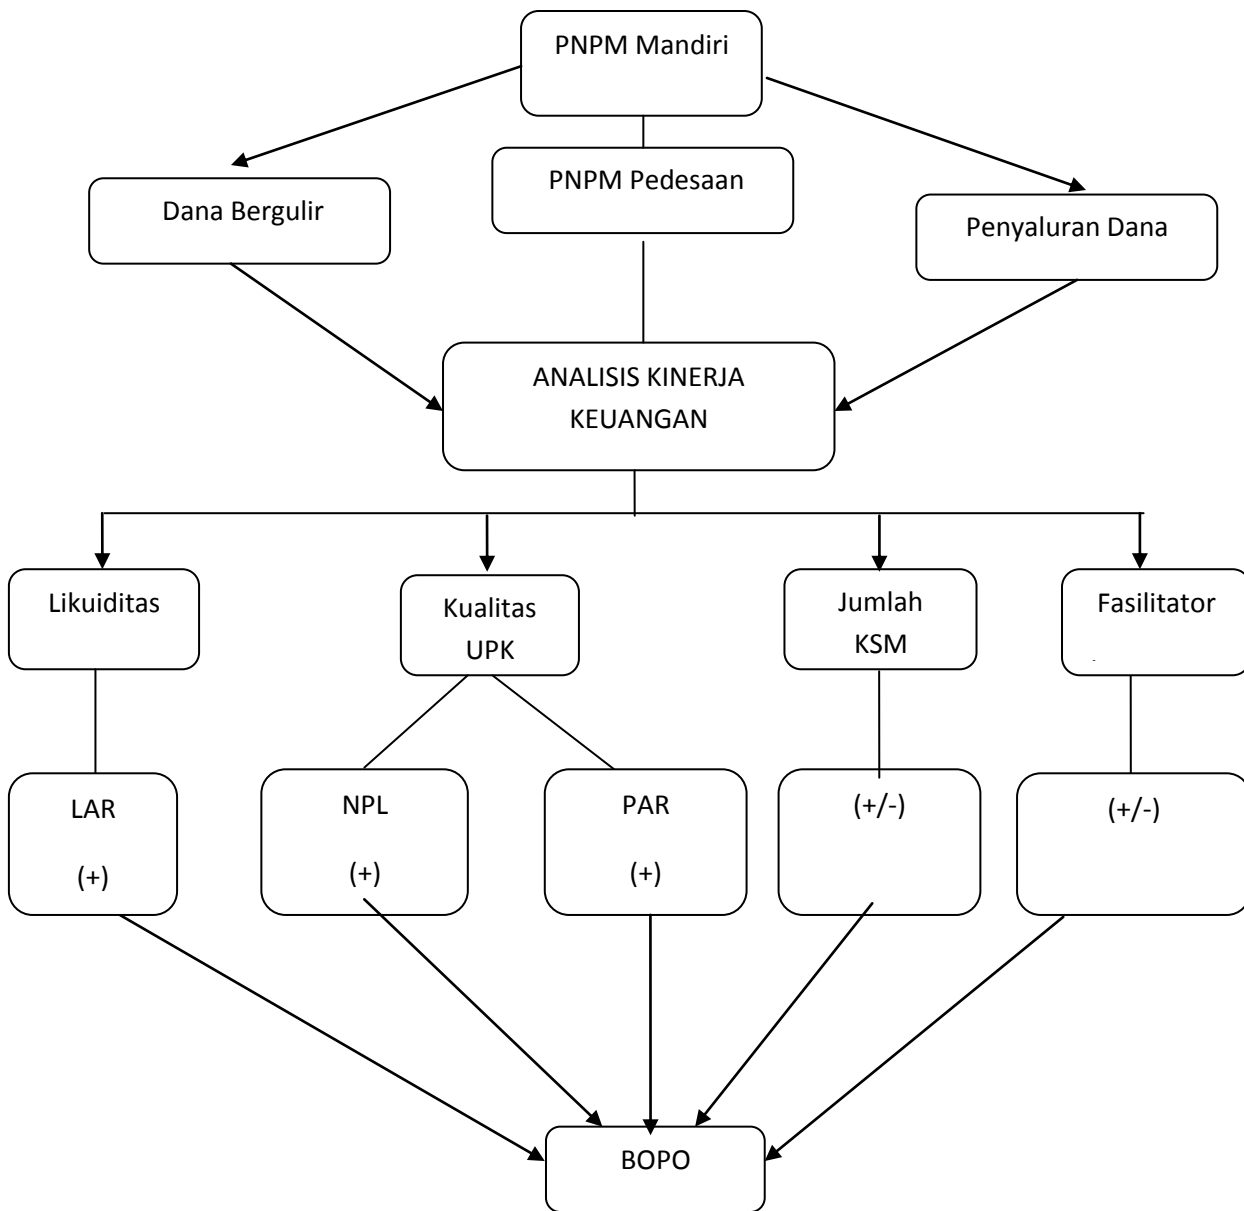 PNPM Mandiri
Dana Bergulir
PNPM Pedesaan
Penyaluran Dana
ANALISIS KINERJA
KEUANGAN
Likuiditas
Kualitas
UPK
Jumlah
KSM
Fasilitator
LAR
(+)
NPL
(+)
PAR
(+)
(+/-)
(+/-)
BOPO